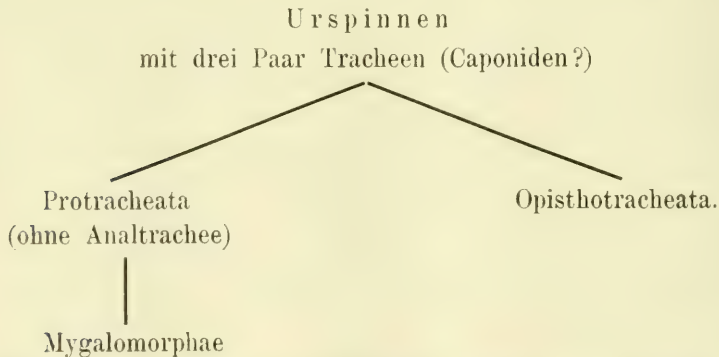 Urspinnen
mit drei Paar Tracheen (Caponiden?)
Protracheata
(ohne Analtrachee)
Opisthotracheata.
Mygalomorphae